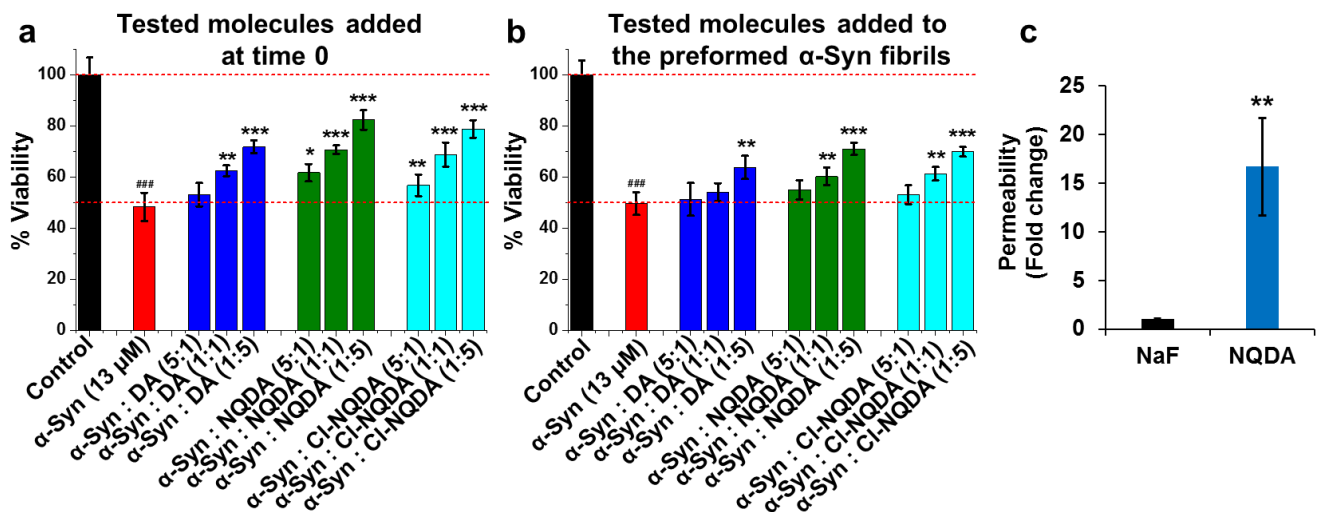 a
Tested molecules added
at time 0
% Viability
100
80
60
40
20
0
###
**
***
*
***
***
**
***
***
Control
α-Syn (13 μM)
α-Syn : DA (5:1)
α-Syn : DA (1:1)
α-Syn : DA (1:5)
α-Syn : NQDA (5:1)
α-Syn : NQDA (1:1)
α-Syn : NQDA (1:5)
α-Syn : Cl-NQDA (5:1)
α-Syn : Cl-NQDA (1:1)
α-Syn : Cl-NQDA (1:5)
b
Tested molecules added to
the preformed α-Syn fibrils
% Viability
100
80
60
40
20
0
###
**
**
***
**
***
Control
α-Syn (13 μM)
α-Syn : DA (5:1)
α-Syn : DA (1:1)
α-Syn : DA (1:5)
α-Syn : NQDA (5:1)
α-Syn : NQDA (1:1)
α-Syn : NQDA (1:5)
α-Syn : Cl-NQDA (5:1)
α-Syn : Cl-NQDA (1:1)
α-Syn : Cl-NQDA (1:5)
c
Permeability
(Fold change)
25
20
15
10
5
0
**
NaF
NQDA